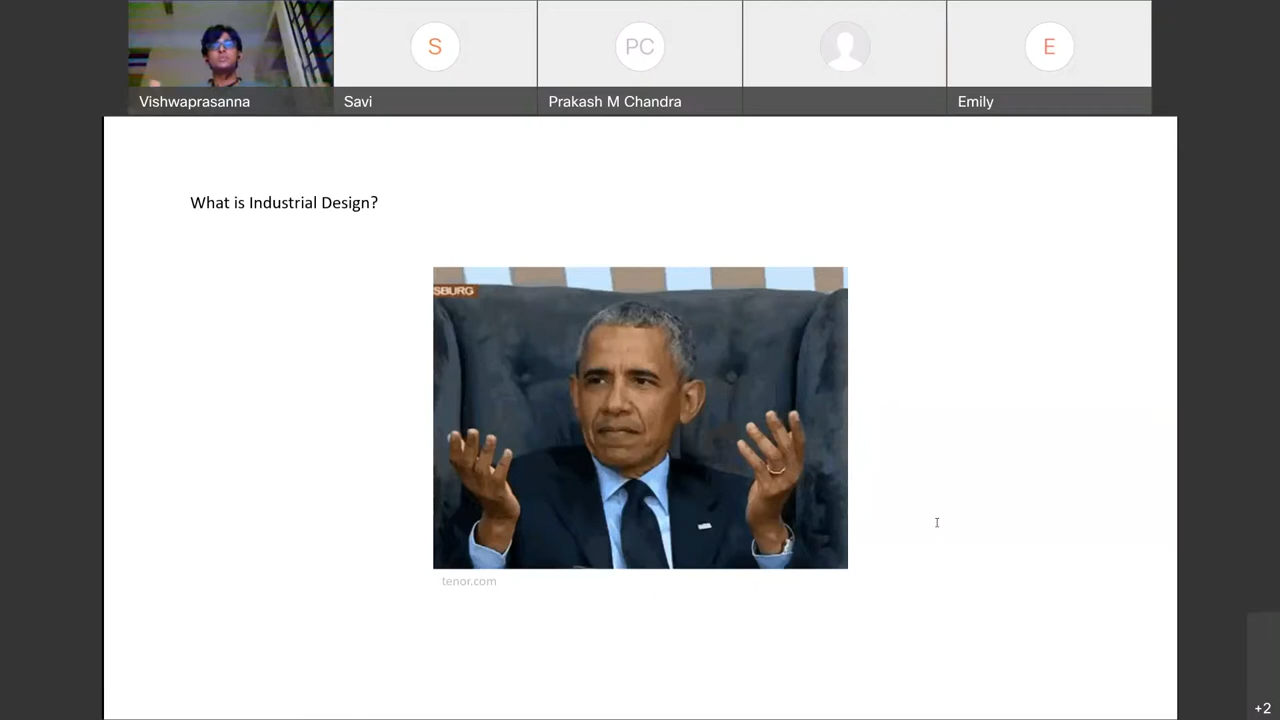 S
PC
E
Vishwaprasanna
Savi
Prakash M Chandra
Emily
What is Industrial Design?
SBURG
tenor.com
+2